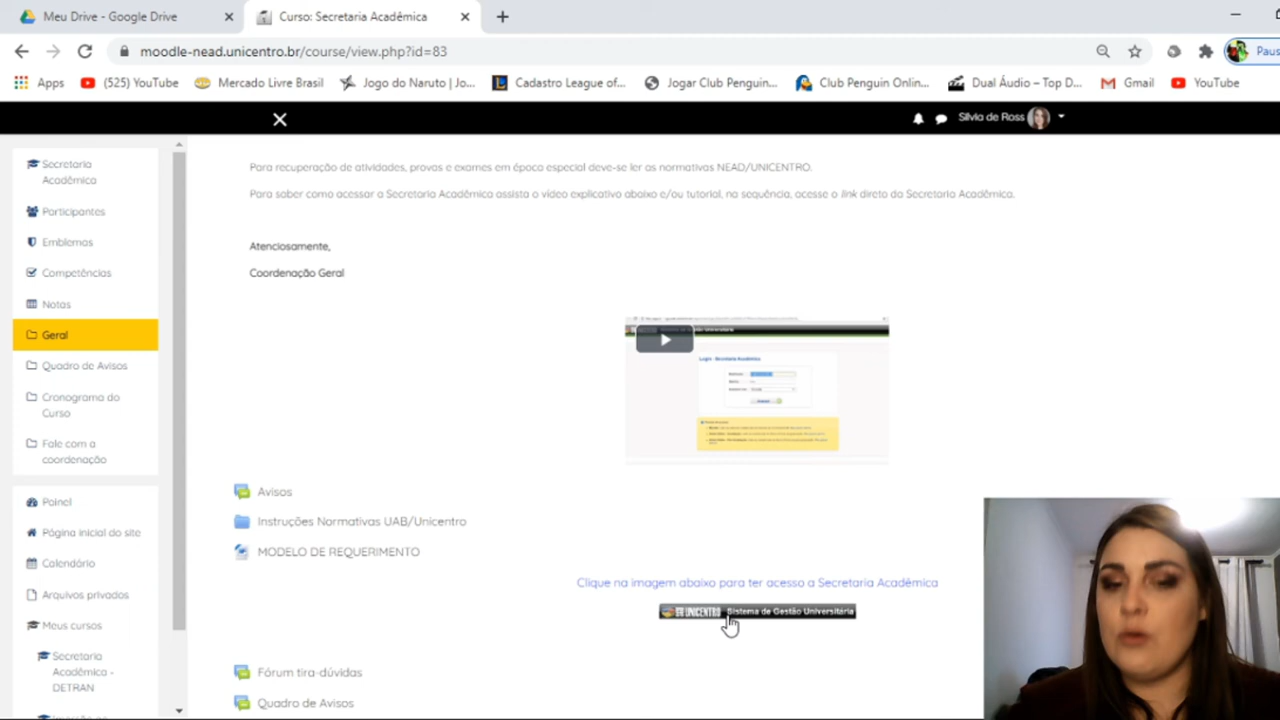 Meu Drive - Google Drive
Curso: Secretaria Acadêmica
moodle-nead.unicentro.br/course/view.php?id=83
Paus
Apps
(525) YouTube
Mercado Livre Brasil
Jogo do Naruto | Jo...
Cadastro League of...
Jogar Club Penguin...
Club Penguin Onlin...
Dual Áudio – Top D...
Gmail
YouTube
Silvia de Ross
Secretaria
Acadêmica
Participantes
Emblemas
Competências
Notas
Geral
Quadro de Avisos
Cronograma do
Curso
Fale com a
coordenação
Painel
Página inicial do site
Calendário
Arquivos privados
Meus cursos
Secretaria
Acadêmica -
DETRAN
Para recuperação de atividades, provas e exames em época especial deve-se ler as normativas NEAD/UNICENTRO.
Para saber como acessar a Secretaria Acadêmica assista o vídeo explicativo abaixo e/ou tutorial, na sequência, acesse o link direto da Secretaria Acadêmica.
Atenciosamente,
Coordenação Geral
Login - Secretaria Acadêmica
Avisos
Instruções Normativas UAB/Unicentro
MODELO DE REQUERIMENTO
Clique na imagem abaixo para ter acesso a Secretaria Acadêmica
UNICENTRO Sistema de Gestão Universitária
Fórum tira-dúvidas
Quadro de Avisos